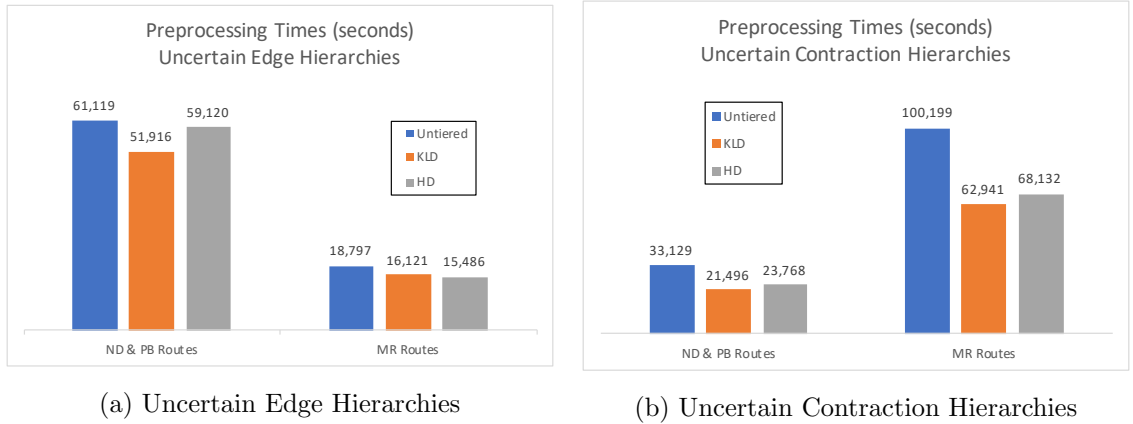 Preprocessing Times (seconds)
Uncertain Edge Hierarchies
61,119
51,916
59,120
18,797
16,121
15,486
Untiered
KLD
HD
ND & PB Routes
MR Routes
(a) Uncertain Edge Hierarchies
Preprocessing Times (seconds)
Uncertain Contraction Hierarchies
33,129
21,496
23,768
100,199
62,941
68,132
Untiered
KLD
HD
ND & PB Routes
MR Routes
(b) Uncertain Contraction Hierarchies